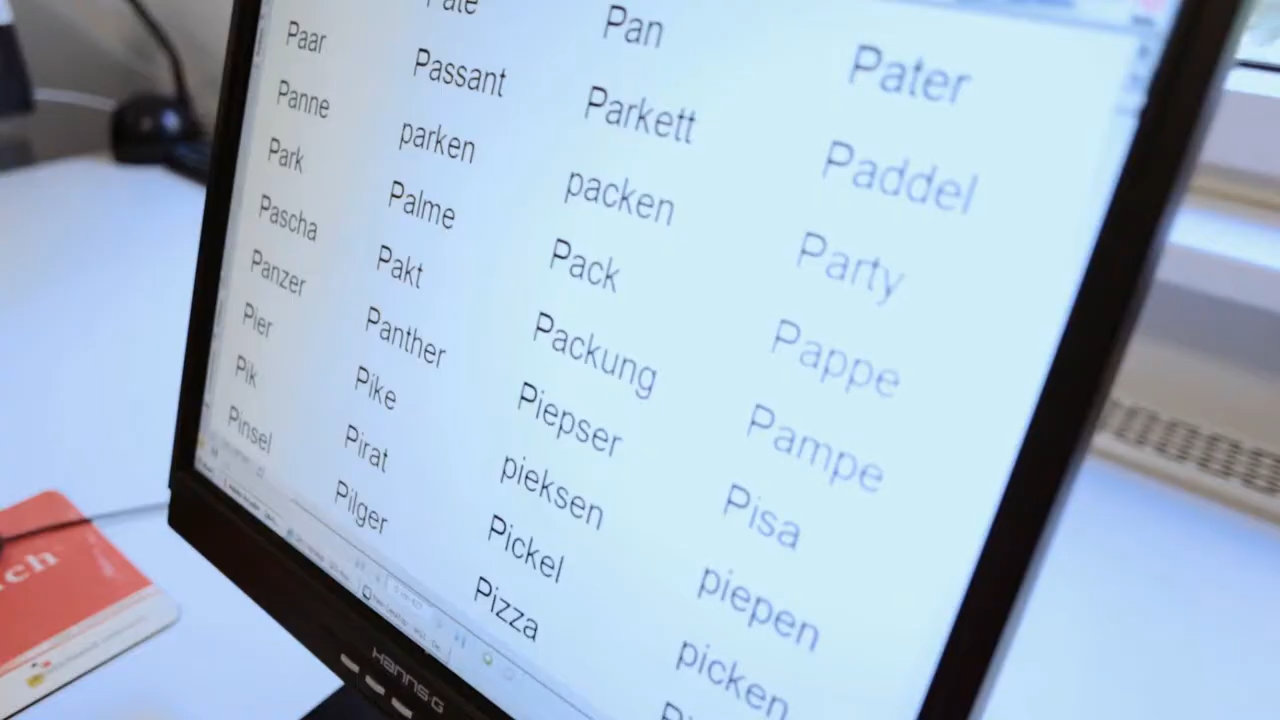 Pan Pater
Paar Passant Parkett Paddel
Panne parken packen Party
Park Palme Pack Pappe
Pascha Pakt Packung Pampe
Panzer Panther Piepser Pisa
Pier Pike pieksen piepen
Pik Pirat Pickel picken
Pinsel Pilger Pizza
HANNS·G